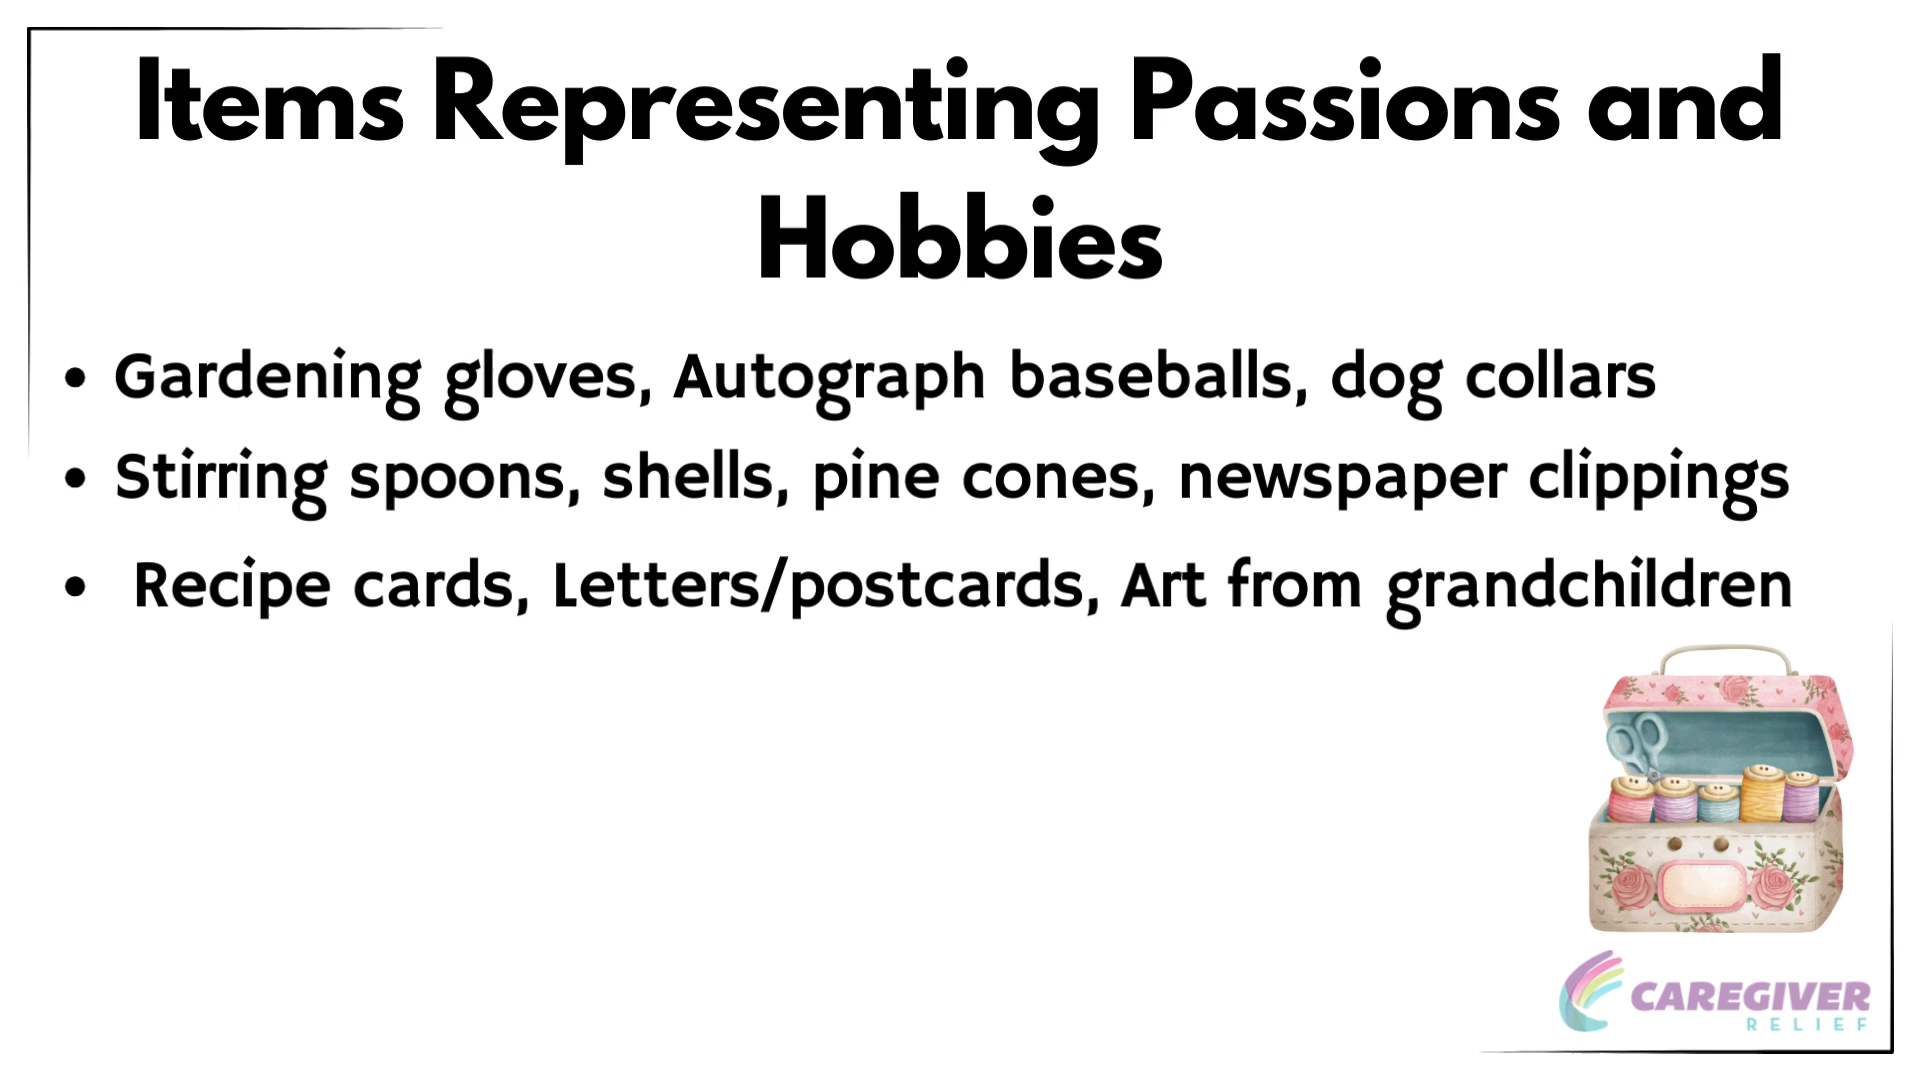 Items Representing Passions and
Hobbies
• Gardening gloves, Autograph baseballs, dog collars
• Stirring spoons, shells, pine cones, newspaper clippings
• Recipe cards, Letters/postcards, Art from grandchildren
CAREGIVER
RELIEF